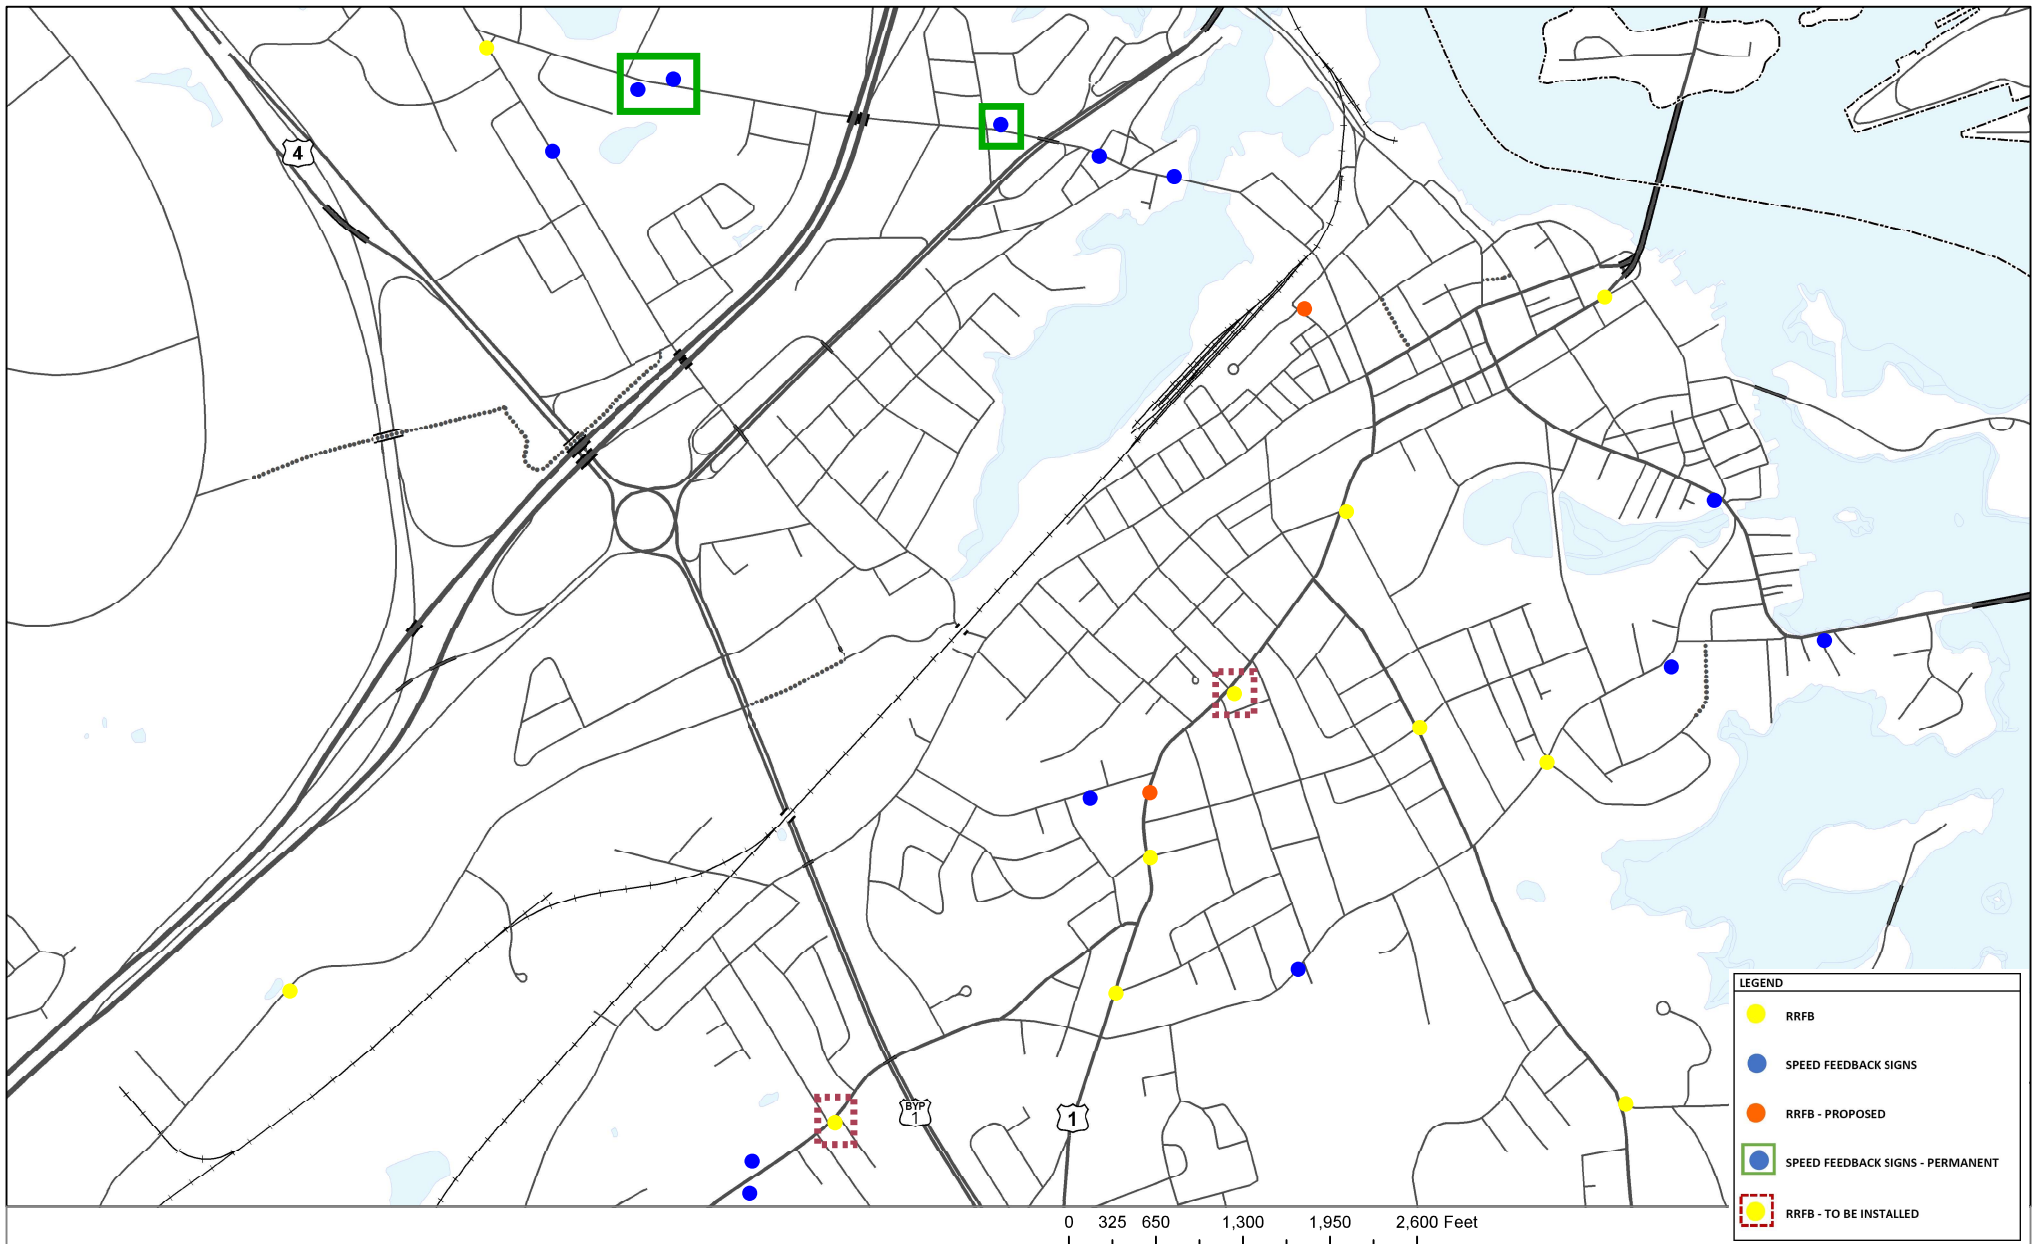 4
BYP
1
1
LEGEND
RRFB
SPEED FEEDBACK SIGNS
RRFB - PROPOSED
SPEED FEEDBACK SIGNS - PERMANENT
RRFB - TO BE INSTALLED
0 325 650 1,300 1,950 2,600 Feet